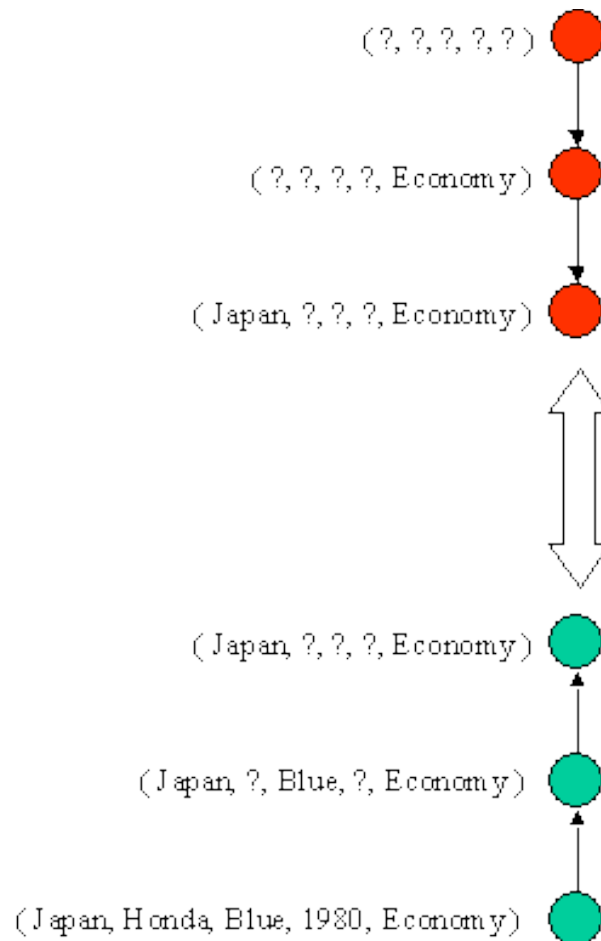 (?, ?, ?, ?, ?)
(?, ?, ?, ?, Economy)
(Japan, ?, ?, ?, Economy)
(Japan, ?, ?, ?, Economy)
(Japan, ?, Blue, ?, Economy)
(Japan, Honda, Blue, 1980, Economy)